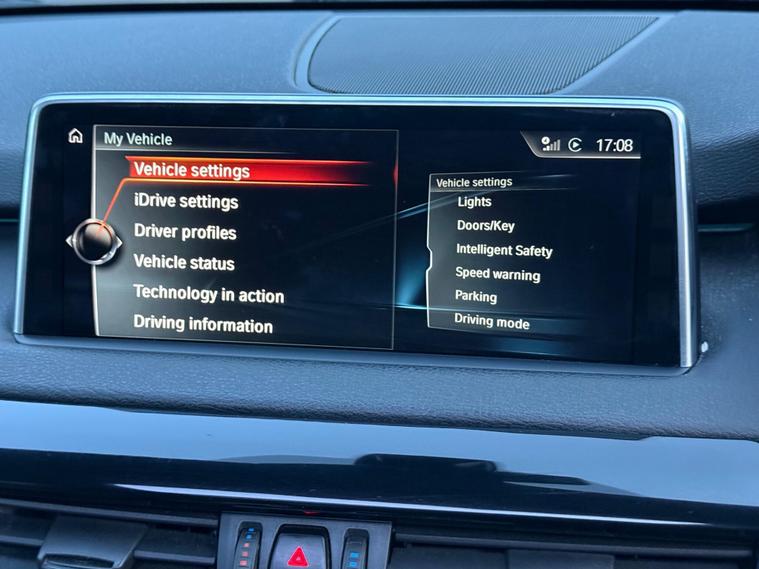 My Vehicle
17:08
Vehicle settings
iDrive settings
Driver profiles
Vehicle status
Technology in action
Driving information
Vehicle settings
Lights
Doors/Key
Intelligent Safety
Speed warning
Parking
Driving mode